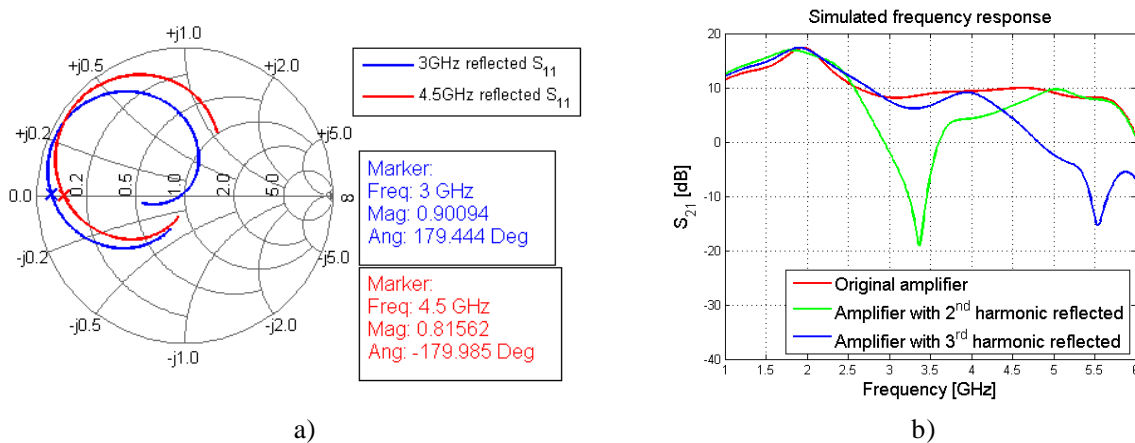 +j1.0
+j0.5
+j2.0
+j0.2
+j5.0
0.0
0.2
0.5
1.0
2.0
5.0
∞
-j0.2
-j5.0
-j0.5
-j2.0
-j1.0
3GHz reflected S11
4.5GHz reflected S11
Marker:
Freq: 3 GHz
Mag: 0.90094
Ang: 179.444 Deg
Marker:
Freq: 4.5 GHz
Mag: 0.81562
Ang: -179.985 Deg
a)
Simulated frequency response
S21 [dB]
20
10
0
-10
-20
-30
-40
Original amplifier
Amplifier with 2nd harmonic reflected
Amplifier with 3rd harmonic reflected
1 1.5 2 2.5 3 3.5 4 4.5 5 5.5 6
Frequency [GHz]
b)